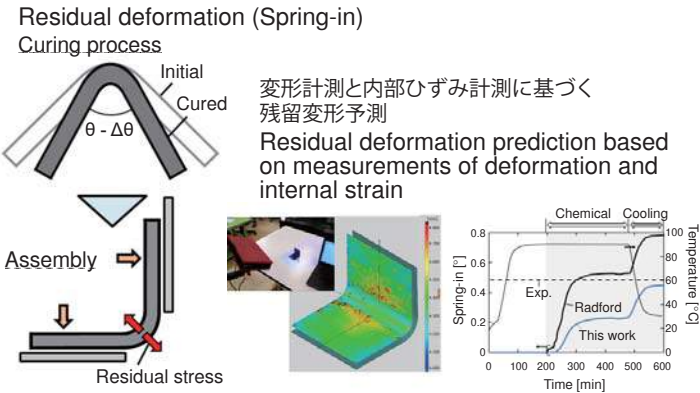 Residual deformation (Spring-in)
Curing process
Initial
Cured
θ - Δθ
変形計測と内部ひずみ計測に基づく
残留変形予測
Residual deformation prediction based
on measurements of deformation and
internal strain
Assembly
Residual stress
Chemical Cooling
0.8
0.6
0.4
0.2
0
Spring-in [°]
Exp.
Radford
This work
100
80
60
40
20
0
Temperature [°C]
0 100 200 300 400 500 600
Time [min]